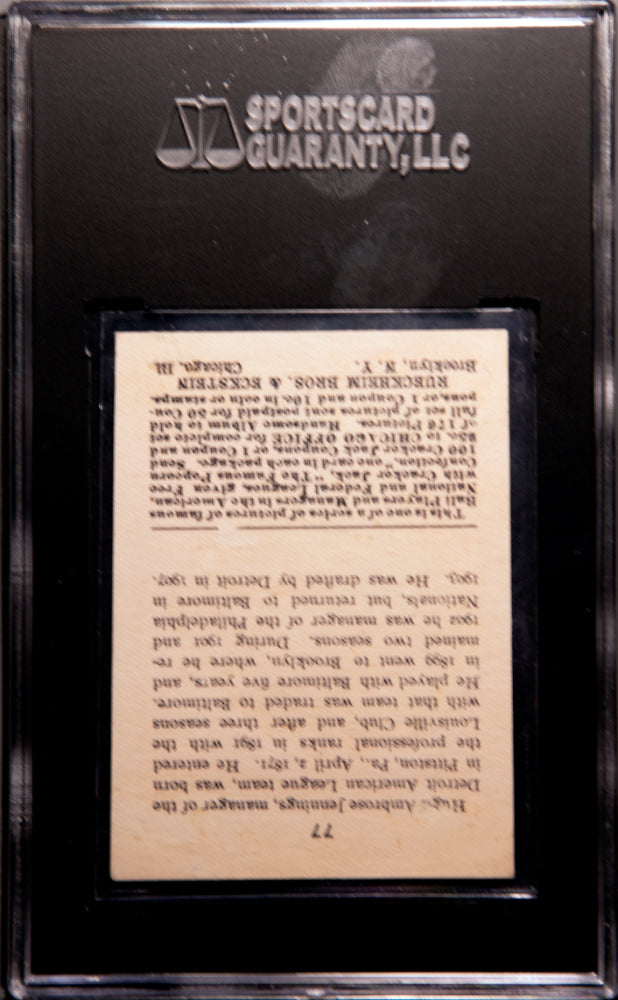 SPORTSCARD
GUARANTY, LLC
77
Hugh Ambrose Jennings, manager of the
Detroit American League team, was born
in Pittston, Pa., April 2, 1871. He entered
the professional ranks in 1891 with the
Louisville Club, and after three seasons
with that team was traded to Baltimore.
He played with Baltimore five years, and
in 1899 went to Brooklyn, where he re-
mained two seasons. During 1901 and
1902 he was manager of the Philadelphia
Nationals, but returned to Baltimore in
1903. He was drafted by Detroit in 1907.
This is one of a series of pictures of famous
Ball Players and Managers in the American,
National and Federal Leagues, given Free
with Cracker Jack, "The Famous Popcorn
Confection," one card in each package. Send
100 Cracker Jack Coupons, or 1 Coupon and
25c. to CHICAGO OFFICE for complete set
of 176 Pictures. Handsome Album to hold
full set of pictures sent postpaid for 50 Cou-
pons, or 1 Coupon and 10c. in coin or stamps.
RUECKHEIM BROS. & ECKSTEIN
Brooklyn, N. Y. Chicago, Ill.